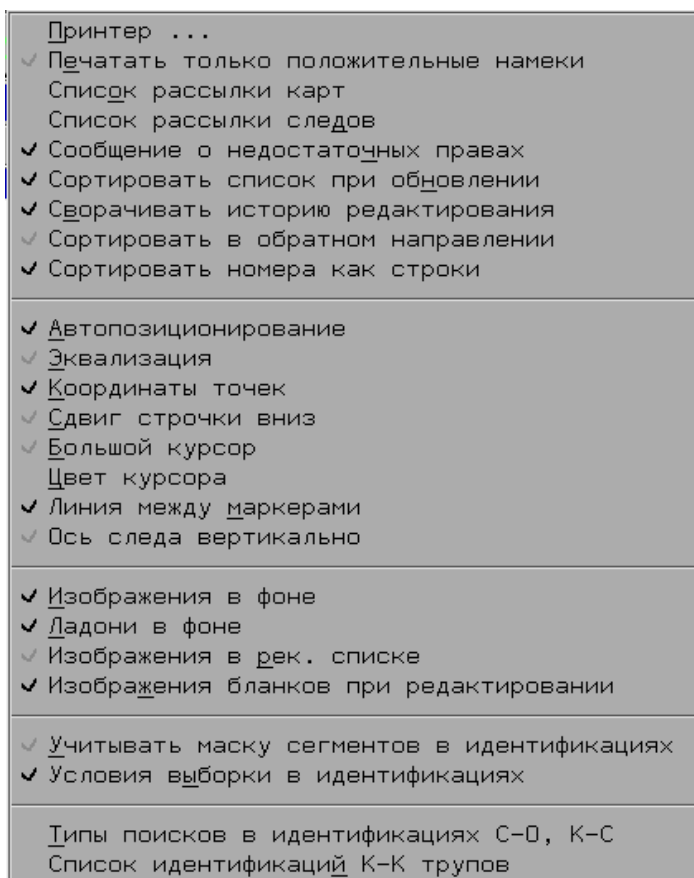 Принтер ...
Печатать только положительные намеки
Список рассылки карт
Список рассылки следов
Сообщение о недостаточных правах
Сортировать список при обновлении
Сворачивать историю редактирования
Сортировать в обратном направлении
Сортировать номера как строки
Автопозиционирование
Эквализация
Координаты точек
Сдвиг строчки вниз
Большой курсор
Цвет курсора
Линия между маркерами
Ось следа вертикально
Изображения в фоне
Ладони в фоне
Изображения в рек. списке
Изображения бланков при редактировании
Учитывать маску сегментов в идентификациях
Условия выборки в идентификациях
Типы поисков в идентификациях С-О, К-С
Список идентификаций К-К трупов